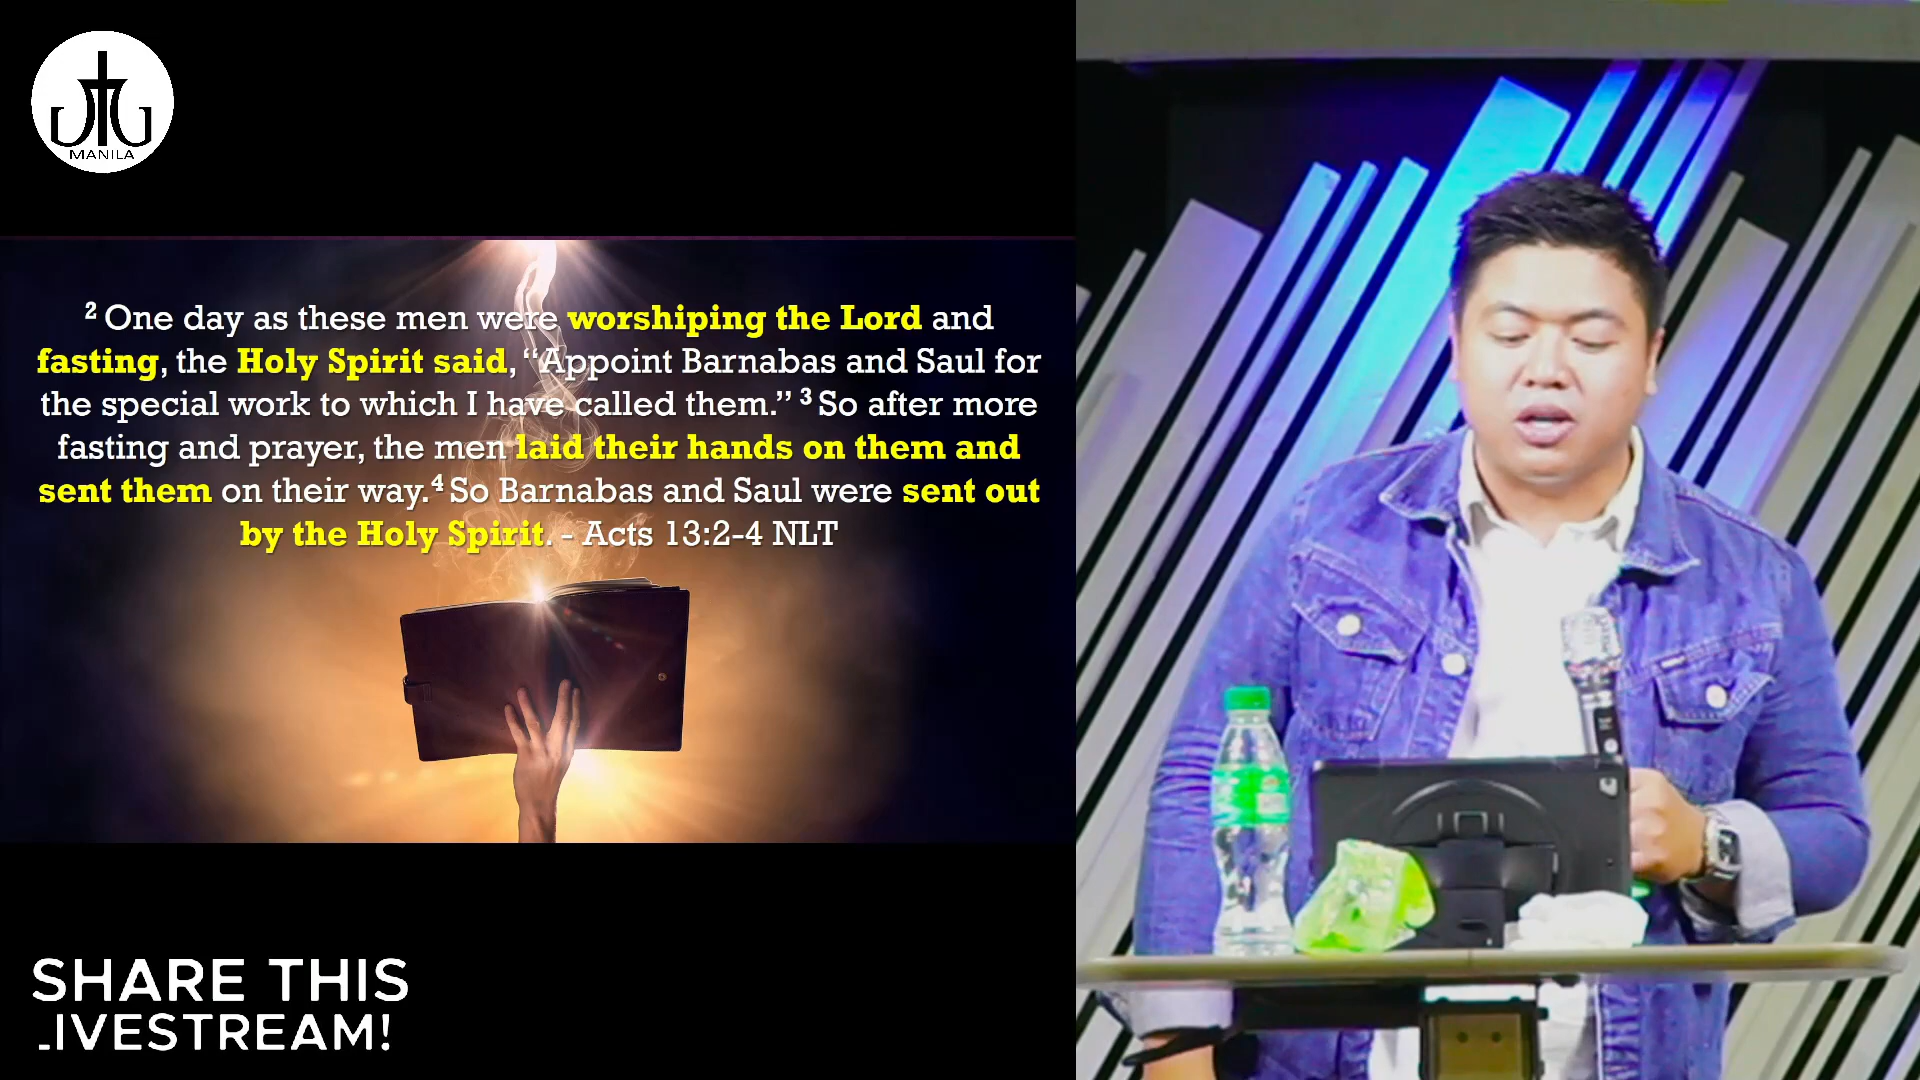 MANILA
² One day as these men were worshiping the Lord and
fasting, the Holy Spirit said, “Appoint Barnabas and Saul for
the special work to which I have called them.” ³ So after more
fasting and prayer, the men laid their hands on them and
sent them on their way.⁴ So Barnabas and Saul were sent out
by the Holy Spirit. - Acts 13:2-4 NLT
SHARE THIS
LIVESTREAM!